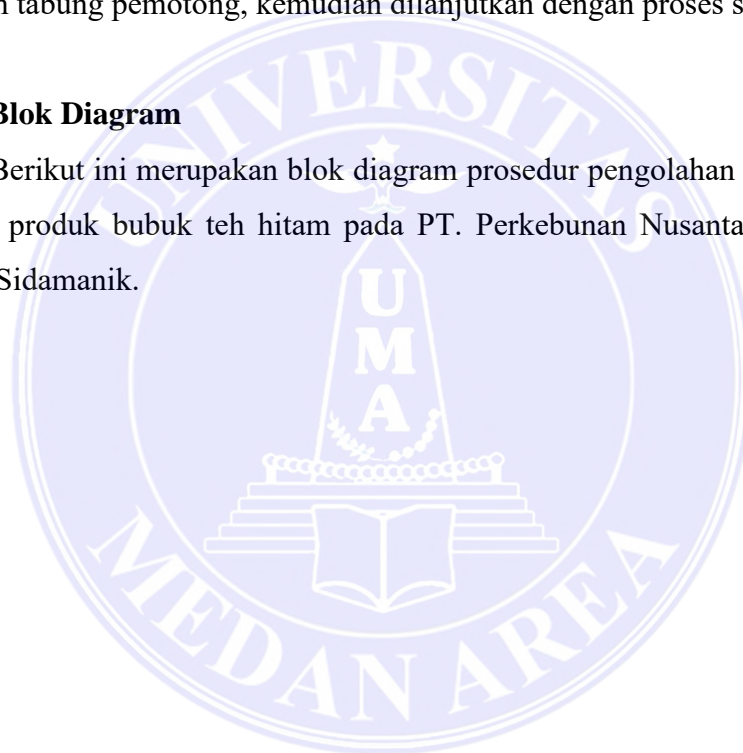 tabung pemotong, kemudian dilanjutkan dengan proses
Blok Diagram
Berikut ini merupakan blok diagram prosedur pengolahan
produk bubuk teh hitam pada PT. Perkebunan
Sidamanik.
UNIVERSITAS
UMA
MEDAN AREA